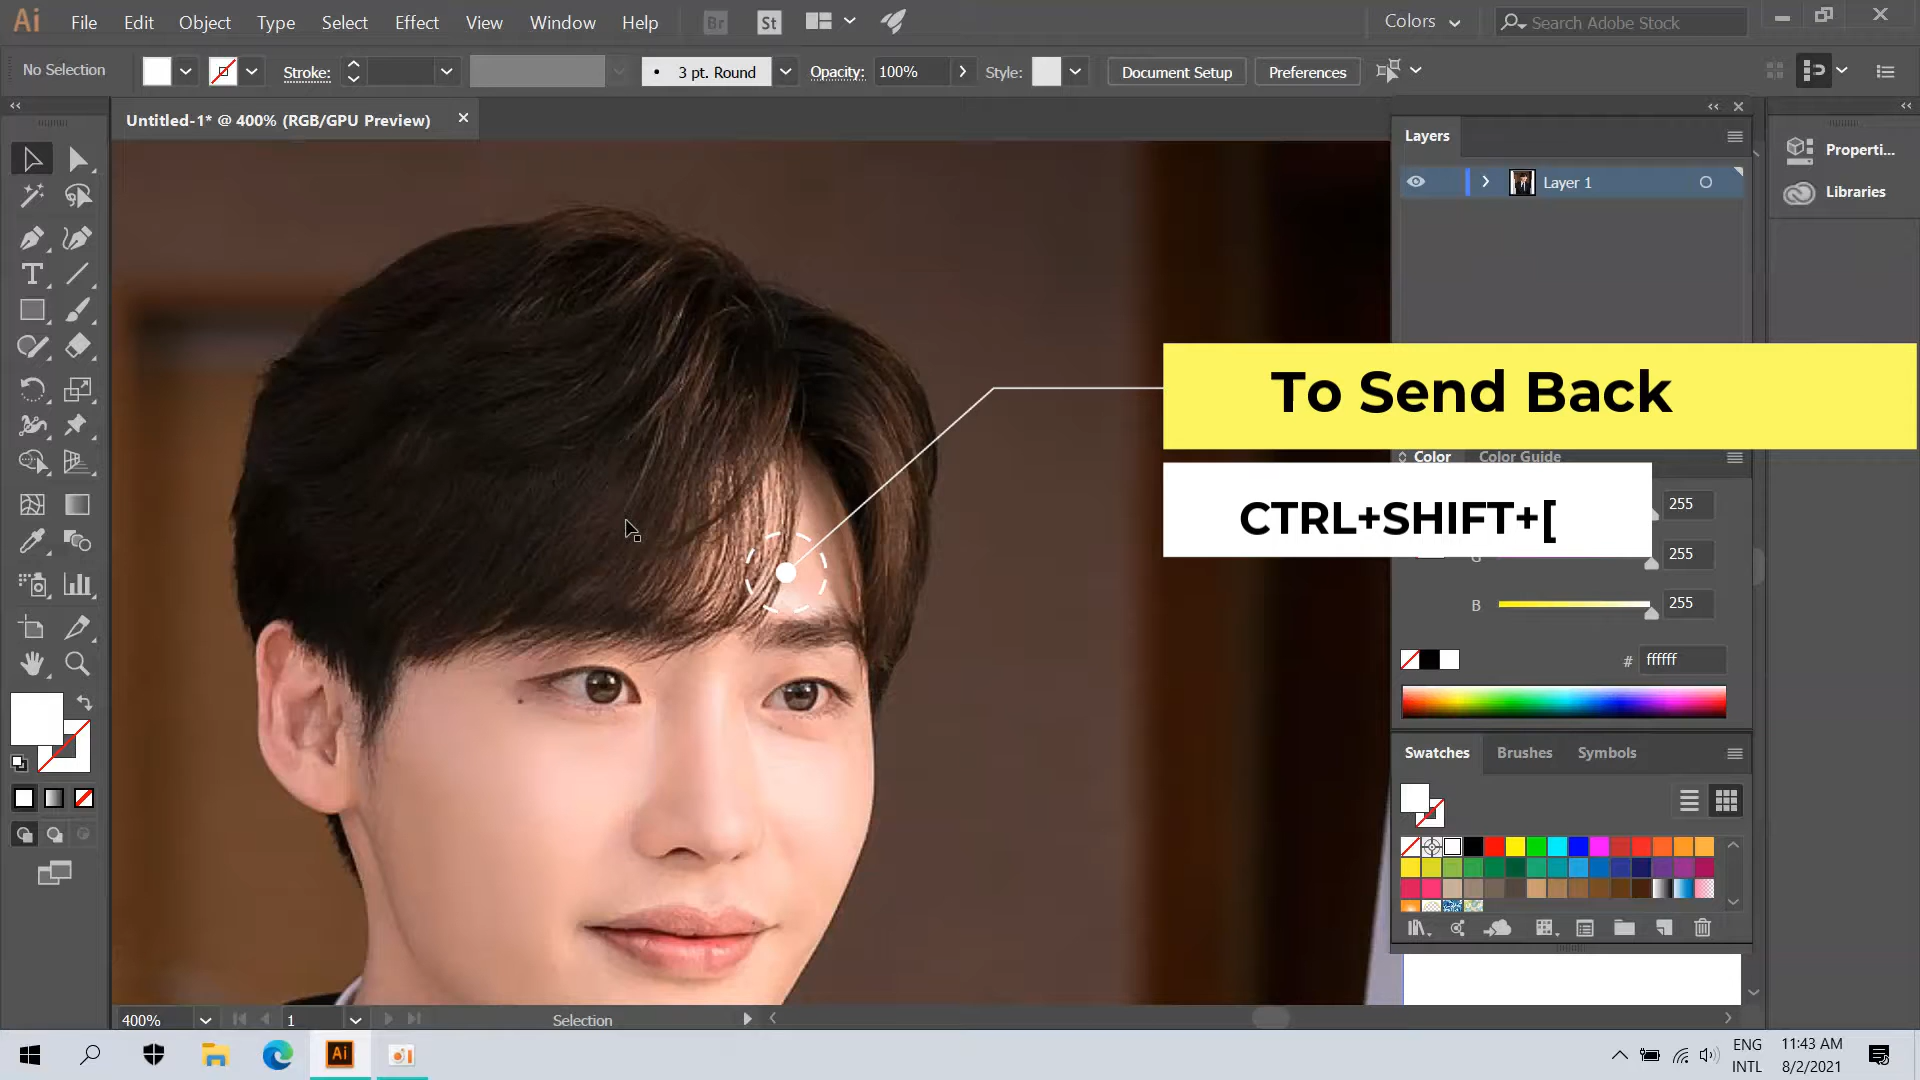 Ai File Edit Object Type Select Effect View Window Help Br St Colors Search Adobe Stock
No Selection Stroke: 3 pt. Round Opacity: 100% Style: Document Setup Preferences
Untitled-1* @ 400% (RGB/GPU Preview)
Layers
Layer 1
Properti...
Libraries
To Send Back
Color Color Guide
CTRL+SHIFT+[
255
255
B 255
# ffffff
Swatches Brushes Symbols
400% 1 Selection
Ai
ENG 11:43 AM
INTL 8/2/2021